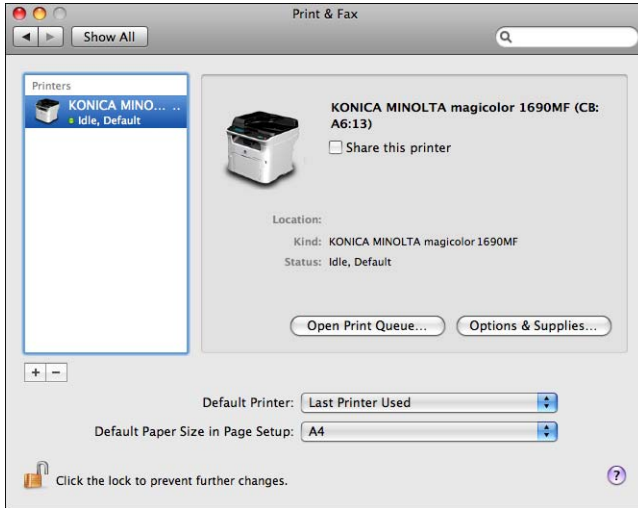 Print & Fax
Show All
Printers
KONICA MINO... ..
Idle, Default
KONICA MINOLTA magicolor 1690MF (CB:
A6:13)
Share this printer
Location:
Kind: KONICA MINOLTA magicolor 1690MF
Status: Idle, Default
Open Print Queue... Options & Supplies...
+ −
Default Printer: Last Printer Used
Default Paper Size in Page Setup: A4
Click the lock to prevent further changes. ?